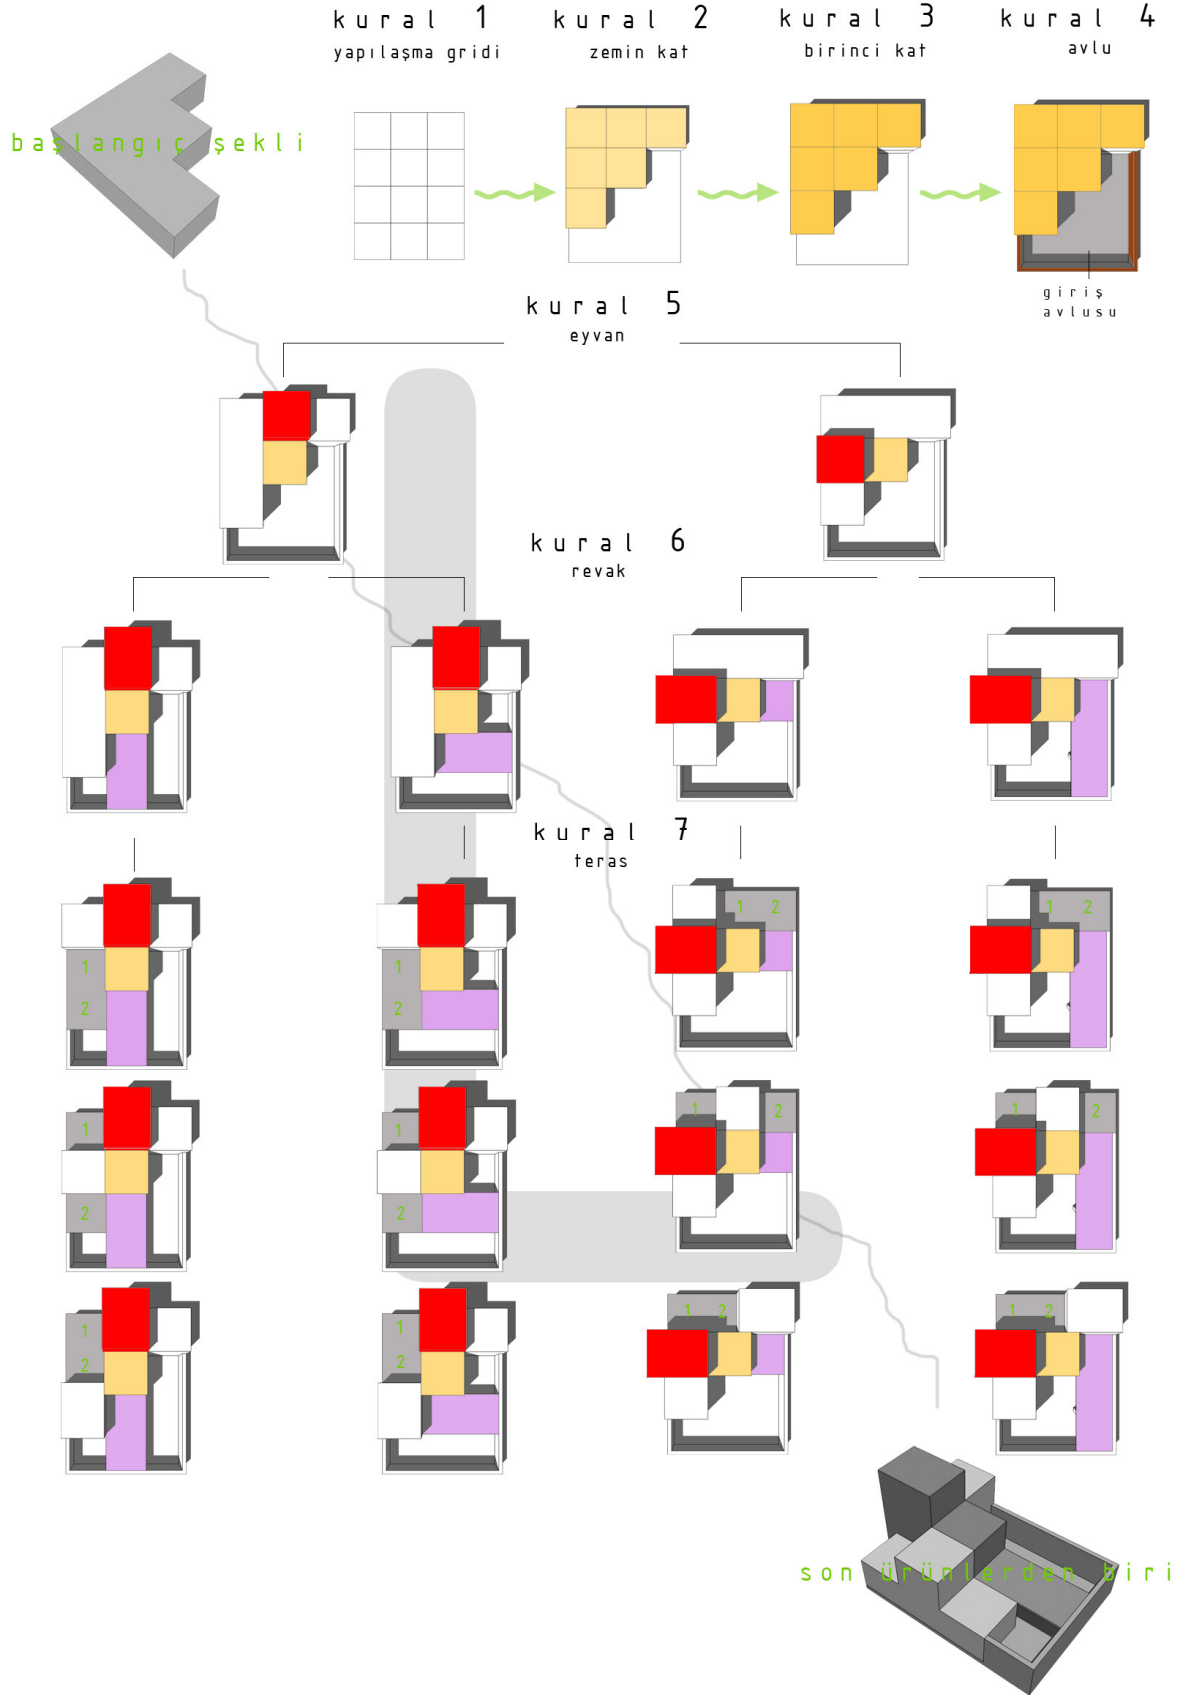 kural 1
yapılaşma gridi
kural 2
zemin kat
kural 3
birinci kat
kural 4
avlu
başlangıç şekli
giriş
avlusu
kural 5
eyvan
kural 6
revak
kural 7
teras
1 2
1 2
1
2
1
2
1 2
1 2
1
2
1
2
1 2
1 2
1
2
1
2
son ürünlerden biri